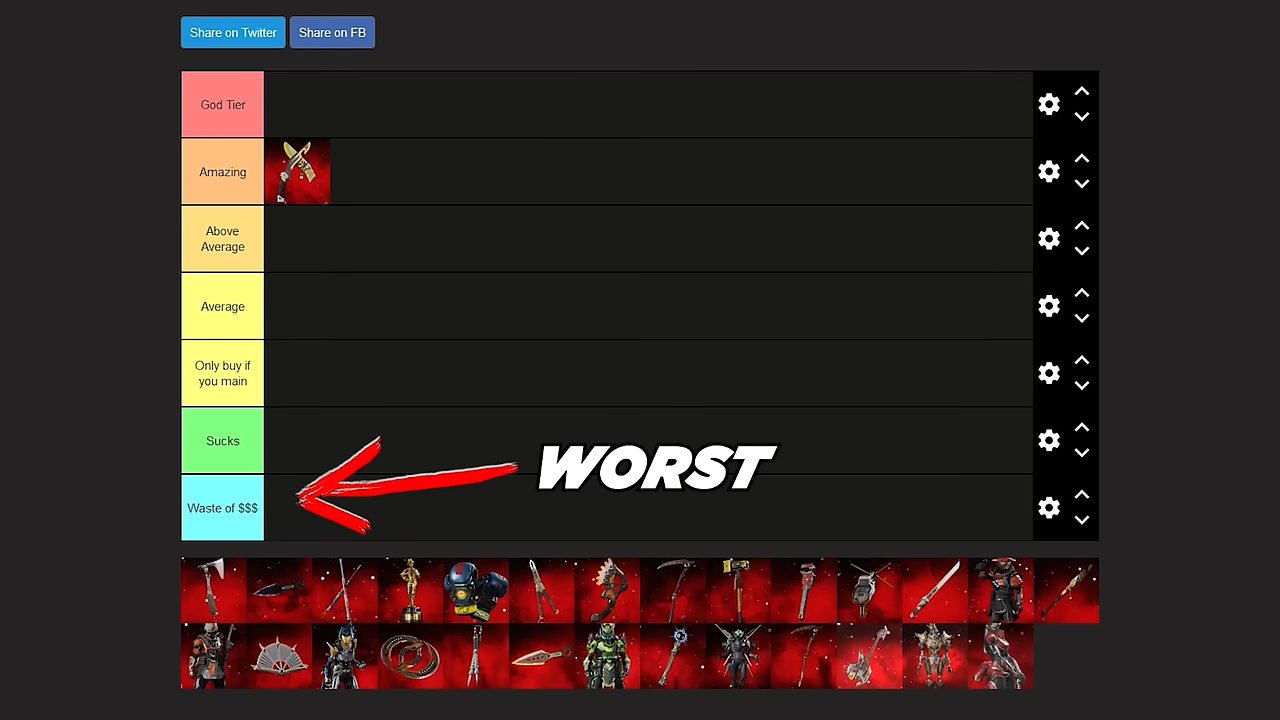 Share on Twitter
Share on FB
God Tier
Amazing
Above
Average
Average
Only buy if
you main
Sucks
WORST
Waste of $$$